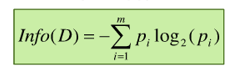 Info(D) = -∑_{i=1}^{m} p_i log_2(p_i)